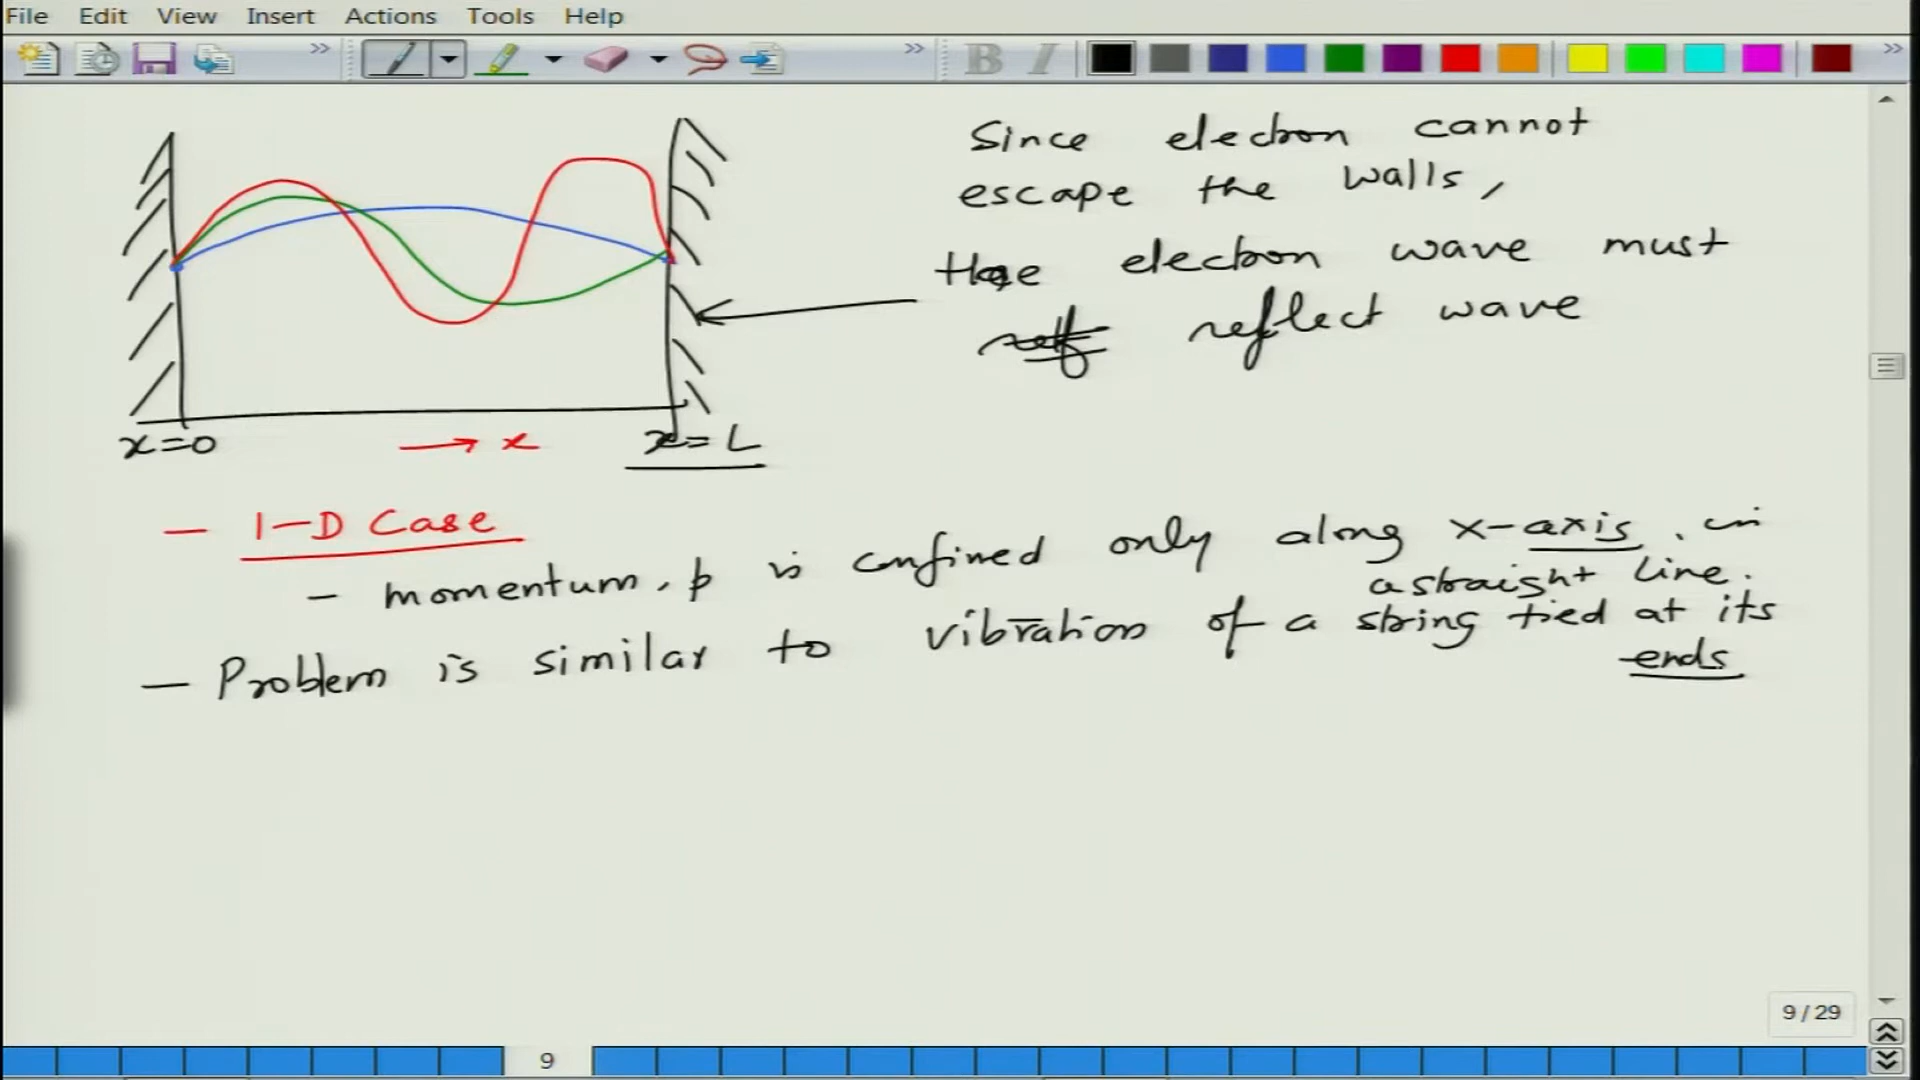 File Edit View Insert Actions Tools Help
B I
Since electron cannot
escape the walls,
the electron wave must
reflect wave
x=0
→ x
x=L
- 1-D Case
- momentum, p is confined only along x-axis, in
a straight line.
- Problem is similar to vibration of a string tied at its
ends
9 / 29
9